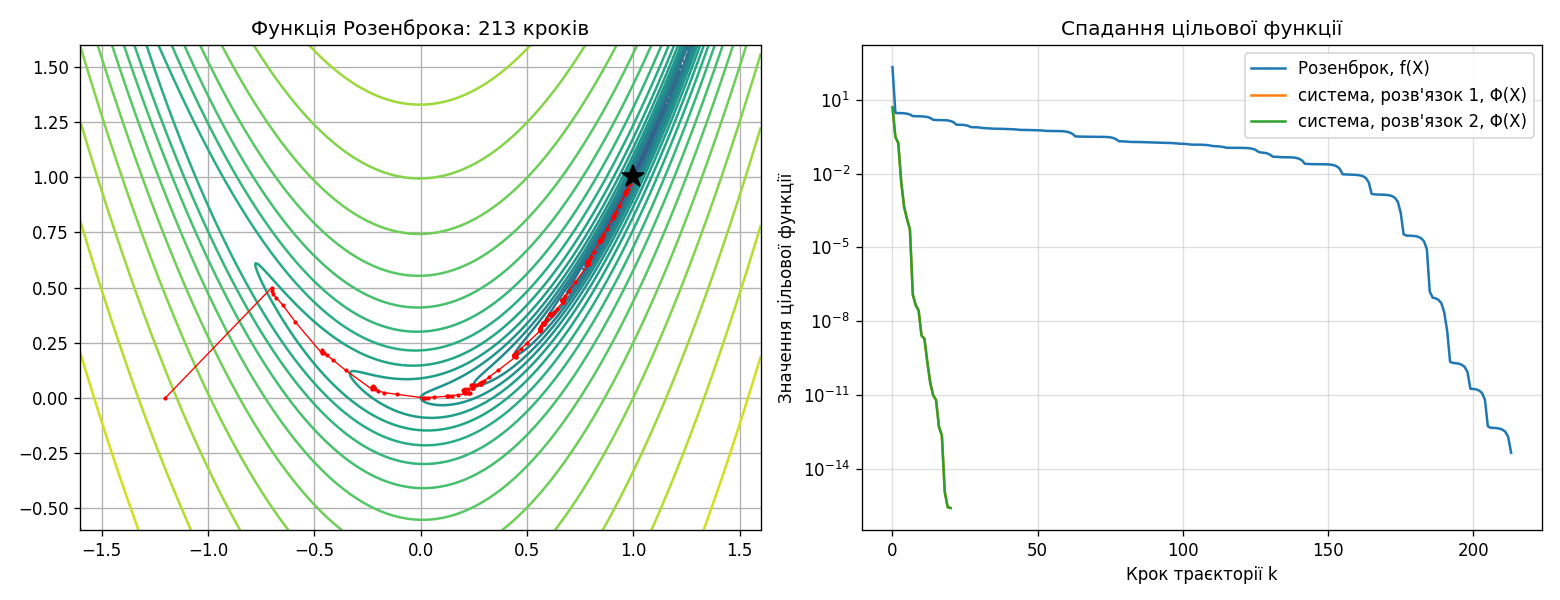 Функція Розенброка: 213 кроків
1.50
1.25
1.00
0.75
0.50
0.25
0.00
−0.25
−0.50
−1.5 −1.0 −0.5 0.0 0.5 1.0 1.5
Спадання цільової функції
Значення цільової функції
10^1
10^−2
10^−5
10^−8
10^−11
10^−14
Розенброк, f(X)
система, розв'язок 1, Φ(X)
система, розв'язок 2, Φ(X)
0 50 100 150 200
Крок траєкторії k